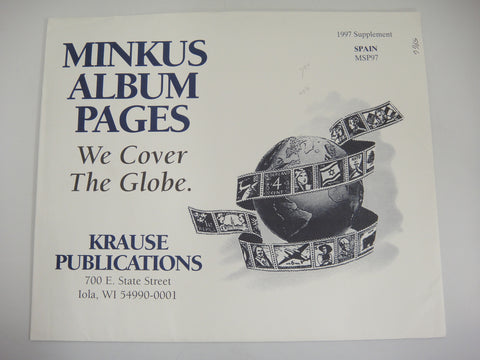 1997 Supplement
SPAIN
MSP97
MINKUS
ALBUM
PAGES
We Cover
The Globe.
4
KRAUSE
PUBLICATIONS
700 E. State Street
Iola, WI 54990-0001